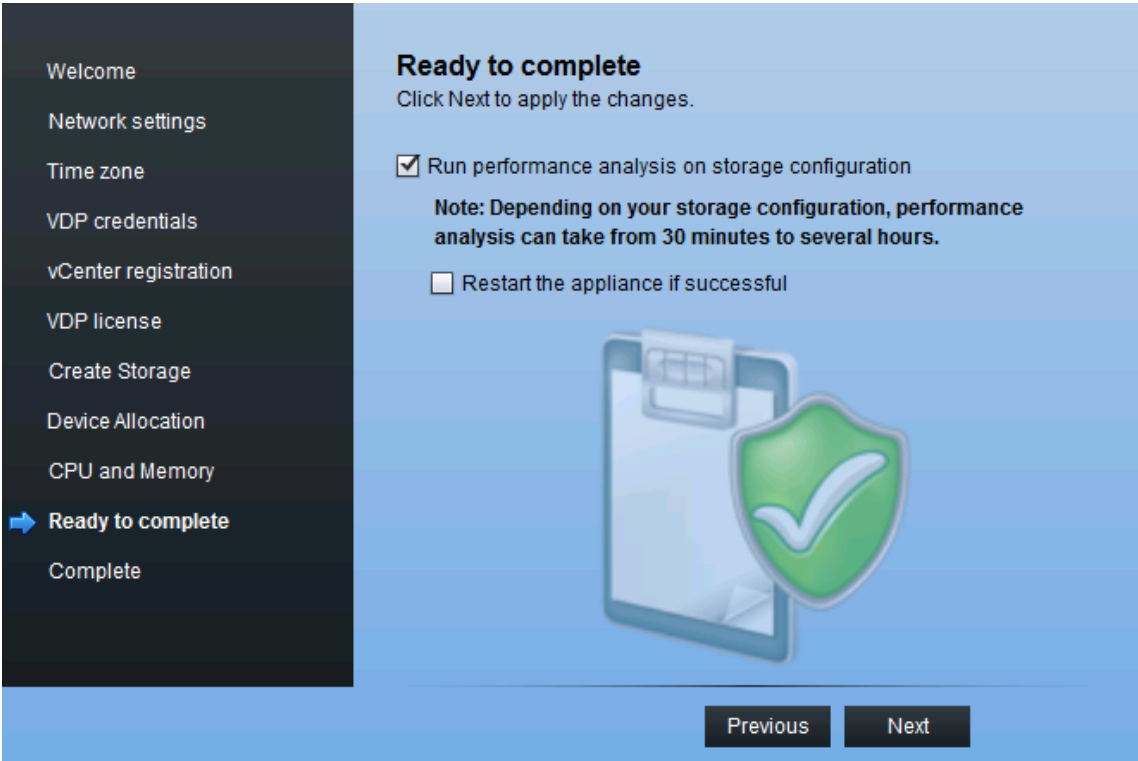 Welcome
Network settings
Time zone
VDP credentials
vCenter registration
VDP license
Create Storage
Device Allocation
CPU and Memory
Ready to complete
Complete
Ready to complete
Click Next to apply the changes.
Run performance analysis on storage configuration
Note: Depending on your storage configuration, performance
analysis can take from 30 minutes to several hours.
Restart the appliance if successful
Previous
Next